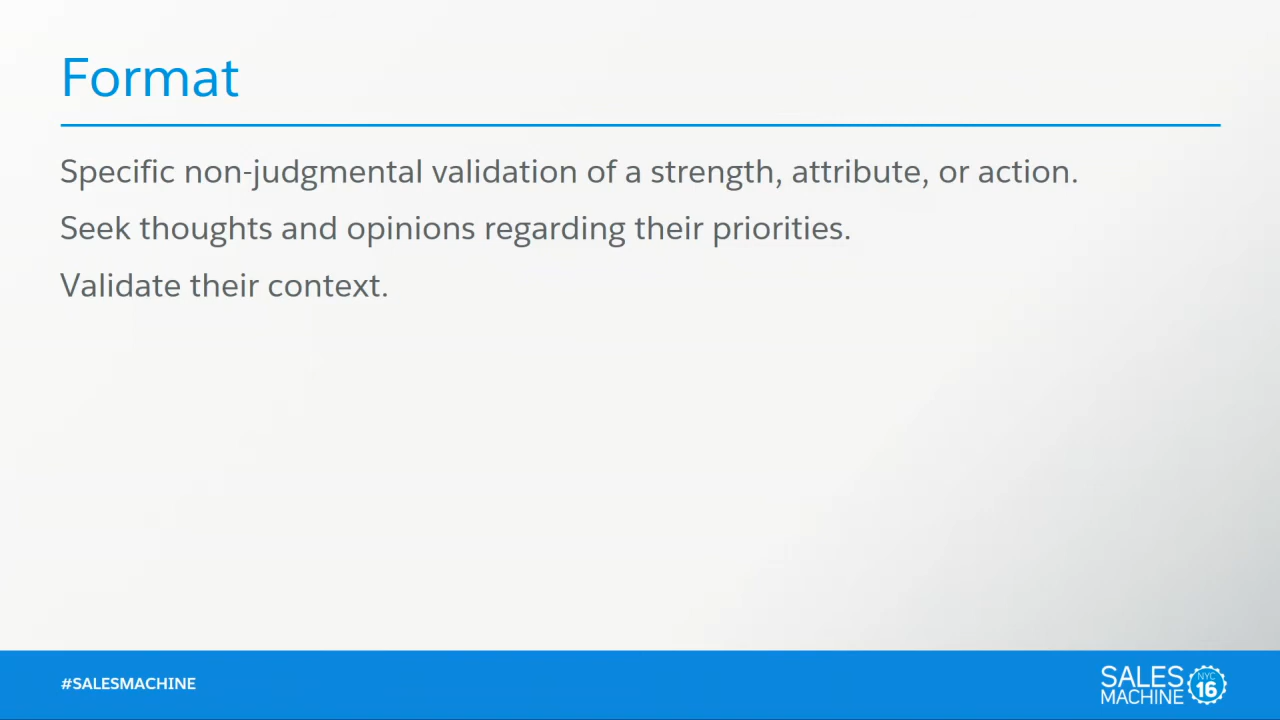 Format
Specific non-judgmental validation of a strength, attribute, or action.
Seek thoughts and opinions regarding their priorities.
Validate their context.
#SALESMACHINE
SALES
MACHINE
NYC
16